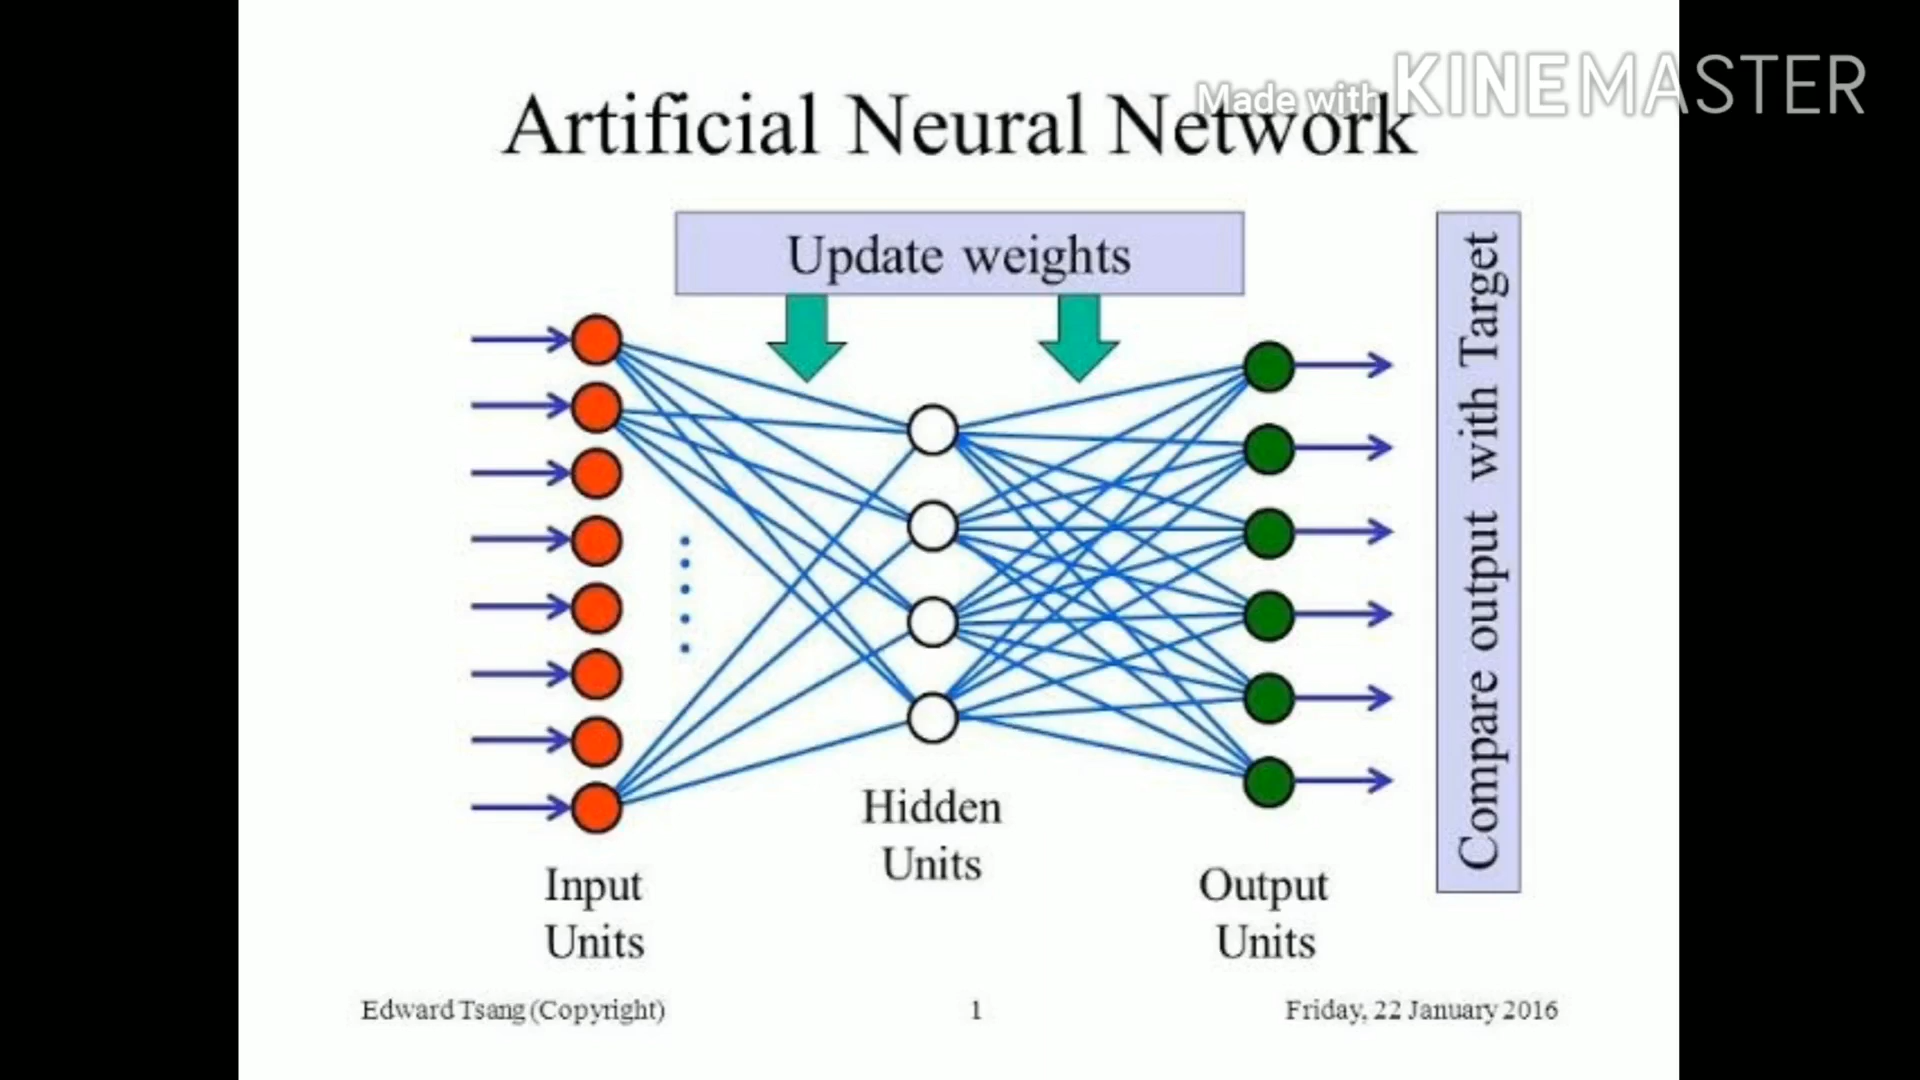 Made with KINEMASTER
Artificial Neural Network
Update weights
Compare output with Target
Hidden
Units
Input
Units
Output
Units
Edward Tsang (Copyright)
1
Friday, 22 January 2016